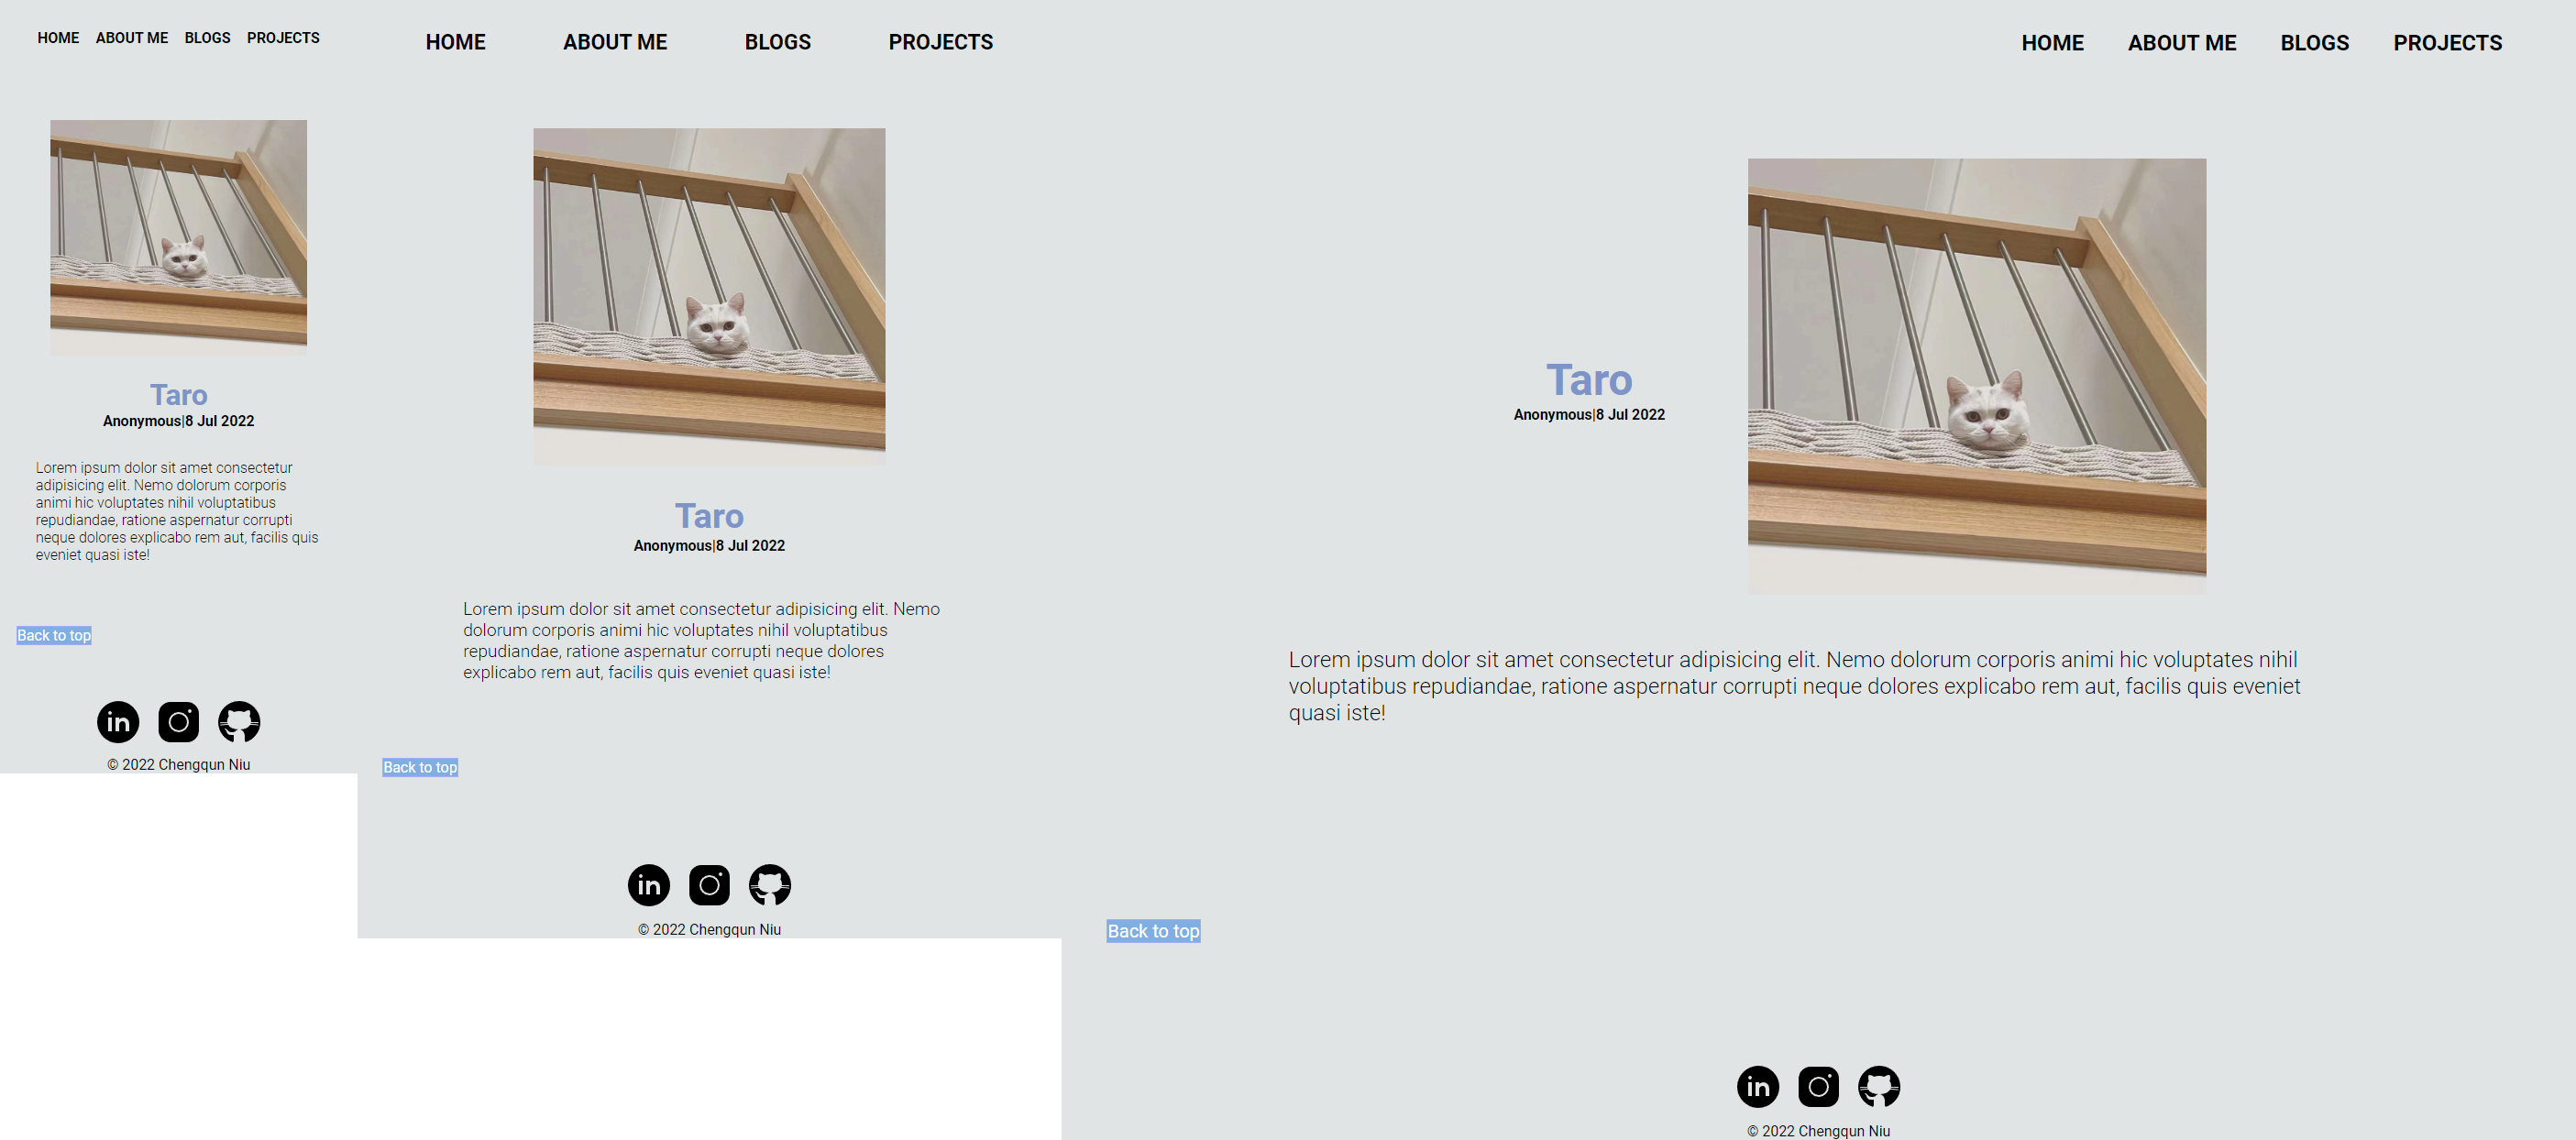 HOME ABOUT ME BLOGS PROJECTS
Taro
Anonymous|8 Jul 2022
Lorem ipsum dolor sit amet consectetur
adipisicing elit. Nemo dolorum corporis
animi hic voluptates nihil voluptatibus
repudiandae, ratione aspernatur corrupti
neque dolores explicabo rem aut, facilis quis
eveniet quasi iste!
Back to top
in
© 2022 Chengqun Niu
HOME ABOUT ME BLOGS PROJECTS
Taro
Anonymous|8 Jul 2022
Lorem ipsum dolor sit amet consectetur adipisicing elit. Nemo
dolorum corporis animi hic voluptates nihil voluptatibus
repudiandae, ratione aspernatur corrupti neque dolores
explicabo rem aut, facilis quis eveniet quasi iste!
Back to top
in
© 2022 Chengqun Niu
HOME ABOUT ME BLOGS PROJECTS
Taro
Anonymous|8 Jul 2022
Lorem ipsum dolor sit amet consectetur adipisicing elit. Nemo dolorum corporis animi hic voluptates nihil
voluptatibus repudiandae, ratione aspernatur corrupti neque dolores explicabo rem aut, facilis quis eveniet
quasi iste!
Back to top
in
© 2022 Chengqun Niu